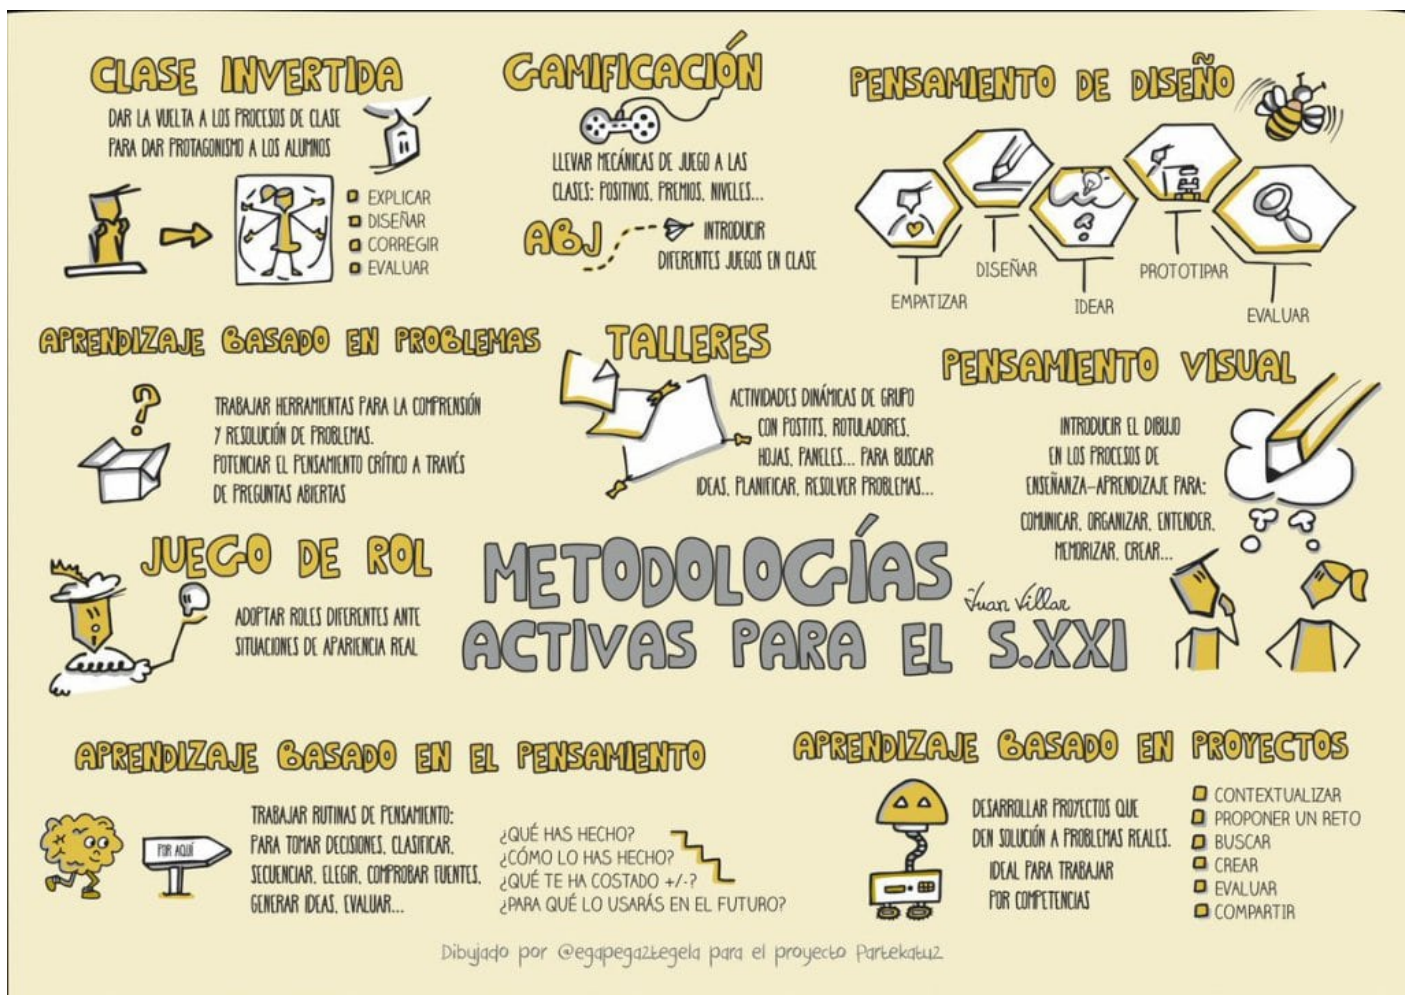 CLASE INVERTIDA
DAR LA VUELTA A LOS PROCESOS DE CLASE
PARA DAR PROTAGONISMO A LOS ALUMNOS
EXPLICAR
DISEÑAR
CORREGIR
EVALUAR
GAMIFICACIÓN
LLEVAR MECÁNICAS DE JUEGO A LAS
CLASES: POSITIVOS, PREMIOS, NIVELES...
ABJ
INTRODUCIR
DIFERENTES JUEGOS EN CLASE
PENSAMIENTO DE DISEÑO
EMPATIZAR
DISEÑAR
IDEAR
PROTOTIPAR
EVALUAR
APRENDIZAJE BASADO EN PROBLEMAS
TRABAJAR HERRAMIENTAS PARA LA COMPRENSIÓN
Y RESOLUCIÓN DE PROBLEMAS.
POTENCIAR EL PENSAMIENTO CRÍTICO A TRAVÉS
DE PREGUNTAS ABIERTAS
TALLERES
ACTIVIDADES DINÁMICAS DE GRUPO
CON POSTITS, ROTULADORES,
HOJAS, PANELES... PARA BUSCAR
IDEAS, PLANIFICAR, RESOLVER PROBLEMAS...
PENSAMIENTO VISUAL
INTRODUCIR EL DIBUJO
EN LOS PROCESOS DE
ENSEÑANZA-APRENDIZAJE PARA:
COMUNICAR, ORGANIZAR, ENTENDER,
MEMORIZAR, CREAR...
JUEGO DE ROL
ADOPTAR ROLES DIFERENTES ANTE
SITUACIONES DE APARIENCIA REAL
METODOLOGÍAS
ACTIVAS PARA EL S.XXI
Juan Villar
APRENDIZAJE BASADO EN EL PENSAMIENTO
POR AQUÍ
TRABAJAR RUTINAS DE PENSAMIENTO:
PARA TOMAR DECISIONES, CLASIFICAR,
SECUENCIAR, ELEGIR, COMPROBAR FUENTES,
GENERAR IDEAS, EVALUAR...
¿QUÉ HAS HECHO?
¿CÓMO LO HAS HECHO?
¿QUÉ TE HA COSTADO +/-?
¿PARA QUÉ LO USARÁS EN EL FUTURO?
APRENDIZAJE BASADO EN PROYECTOS
DESARROLLAR PROYECTOS QUE
DEN SOLUCIÓN A PROBLEMAS REALES.
IDEAL PARA TRABAJAR
POR COMPETENCIAS
CONTEXTUALIZAR
PROPONER UN RETO
BUSCAR
CREAR
EVALUAR
COMPARTIR
Dibujado por @egapega2tegela para el proyecto Partekatu2